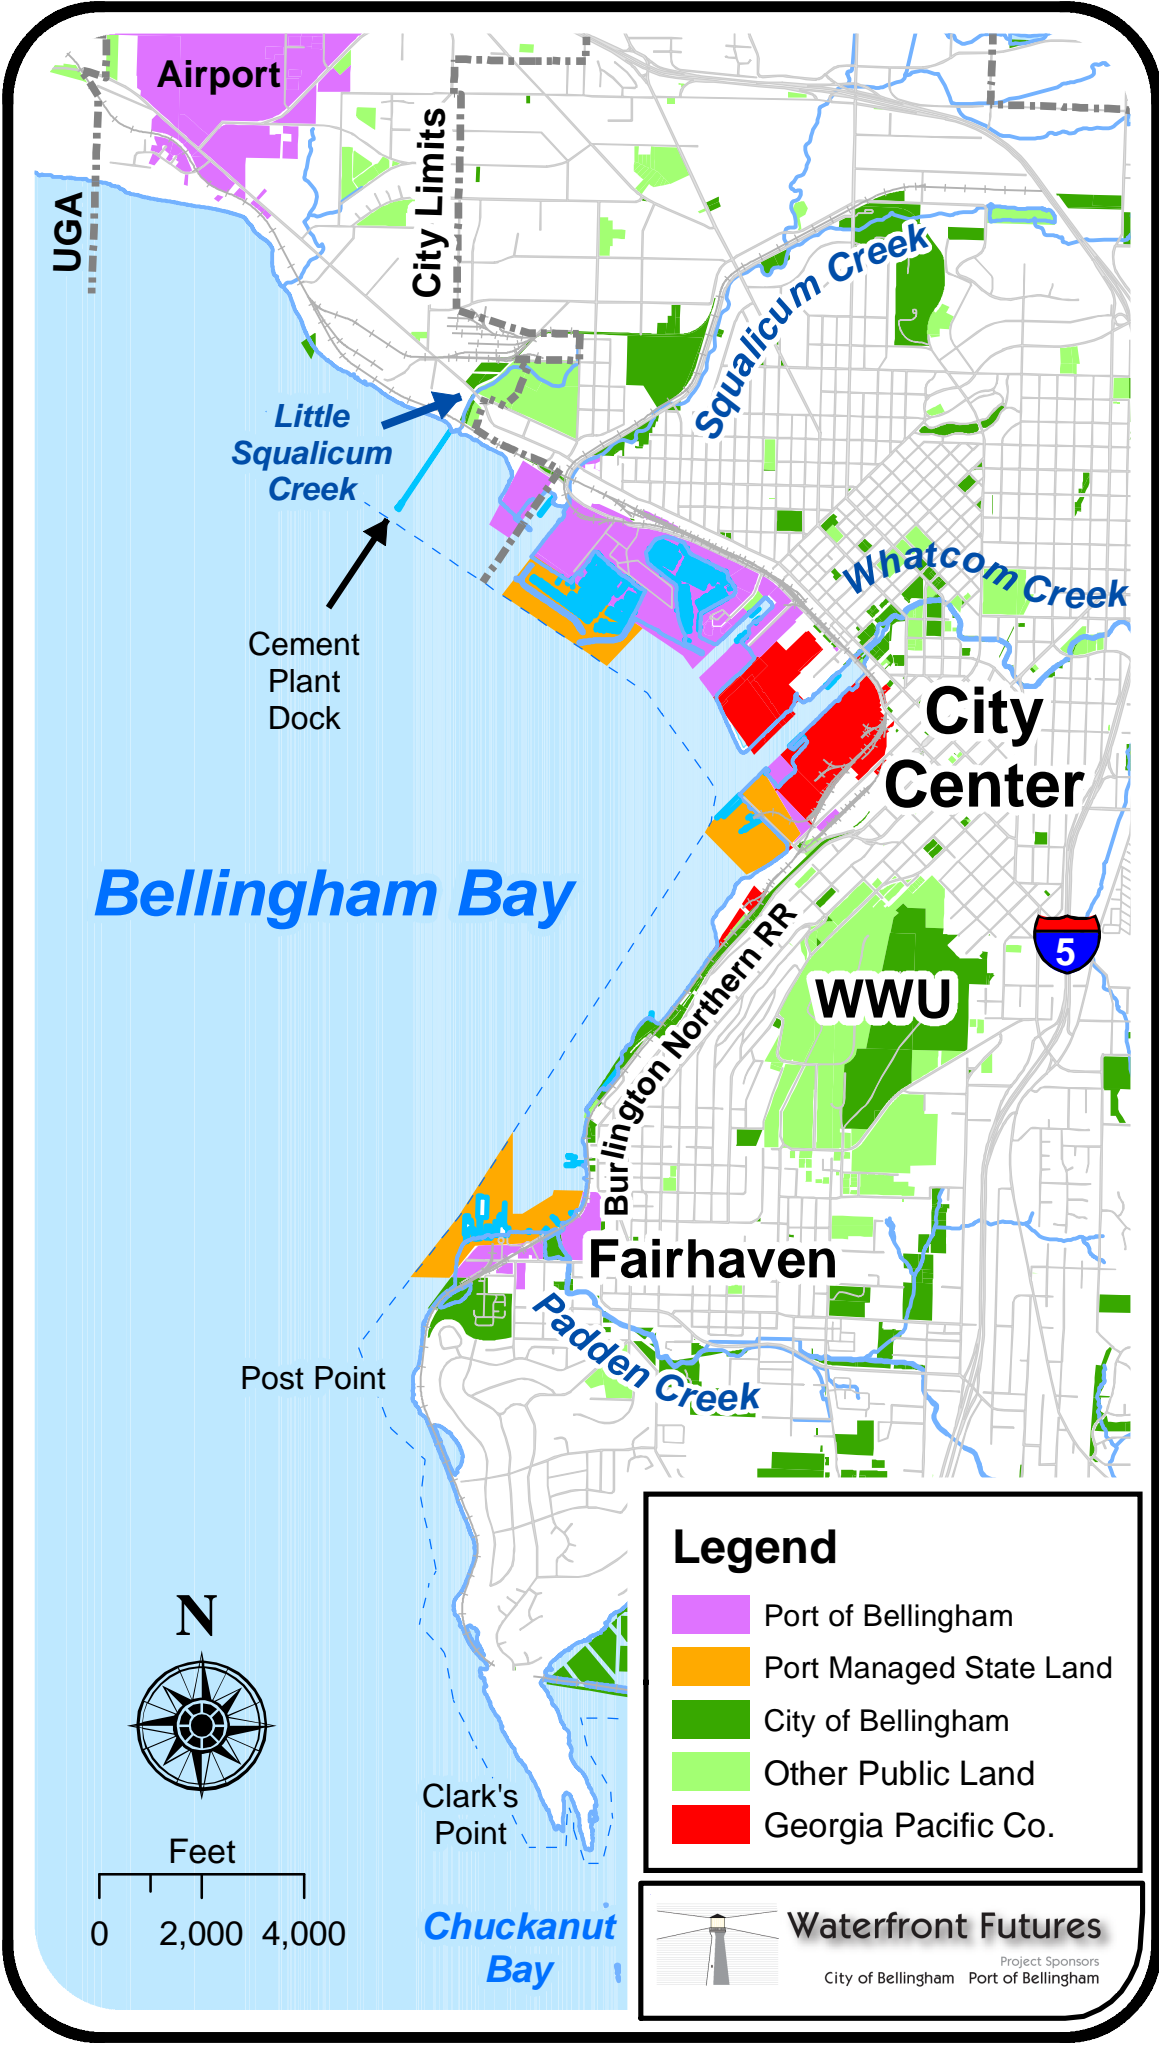 Airport
UGA
City Limits
Squalicum Creek
Little
Squalicum
Creek
Whatcom Creek
Cement
Plant
Dock
City
Center
Bellingham Bay
5
WWU
Burlington Northern RR
Fairhaven
Padden Creek
Post Point
Legend
Port of Bellingham
Port Managed State Land
City of Bellingham
Other Public Land
Georgia Pacific Co.
N
Clark's
Point
Feet
0 2,000 4,000
Chuckanut
Bay
Waterfront Futures
Project Sponsors
City of Bellingham Port of Bellingham